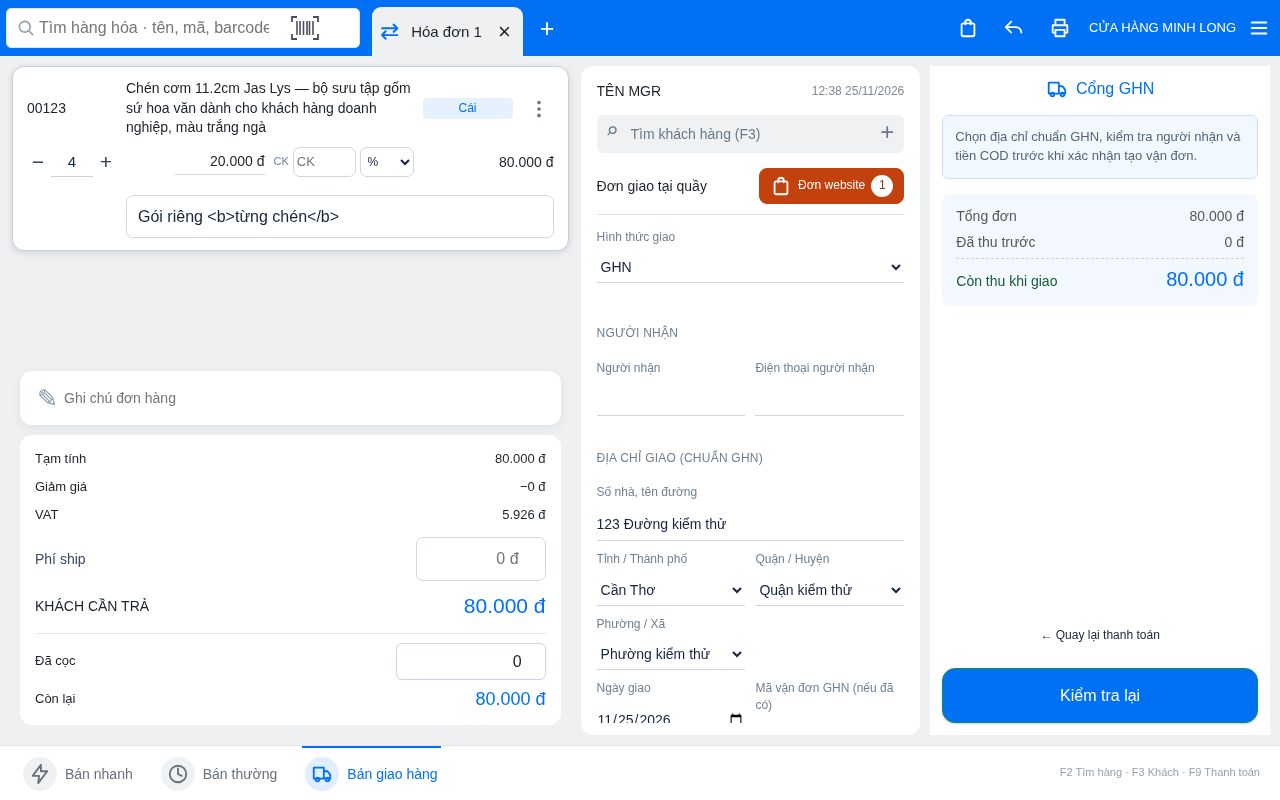 Tìm hàng hóa · tên, mã, barcode
Hóa đơn 1
CỬA HÀNG MINH LONG
00123
Chén cơm 11.2cm Jas Lys — bộ sưu tập gốm
sứ hoa văn dành cho khách hàng doanh
nghiệp, màu trắng ngà
Cái
− 4 +
20.000 đ
CK
CK
%
80.000 đ
Gói riêng <b>từng chén</b>
Ghi chú đơn hàng
Tạm tính 80.000 đ
Giảm giá −0 đ
VAT 5.926 đ
Phí ship 0 đ
KHÁCH CẦN TRẢ 80.000 đ
Đã cọc 0
Còn lại 80.000 đ
TÊN MGR 12:38 25/11/2026
Tìm khách hàng (F3) +
Đơn giao tại quầy
Đơn website 1
Hình thức giao
GHN
NGƯỜI NHẬN
Người nhận Điện thoại người nhận
ĐỊA CHỈ GIAO (CHUẨN GHN)
Số nhà, tên đường
123 Đường kiểm thử
Tỉnh / Thành phố Quận / Huyện
Cần Thơ Quận kiểm thử
Phường / Xã
Phường kiểm thử
Ngày giao Mã vận đơn GHN (nếu đã
có)
11/25/2026
Cổng GHN
Chọn địa chỉ chuẩn GHN, kiểm tra người nhận và
tiền COD trước khi xác nhận tạo vận đơn.
Tổng đơn 80.000 đ
Đã thu trước 0 đ
Còn thu khi giao 80.000 đ
← Quay lại thanh toán
Kiểm tra lại
Bán nhanh
Bán thường
Bán giao hàng
F2 Tìm hàng · F3 Khách · F9 Thanh toán